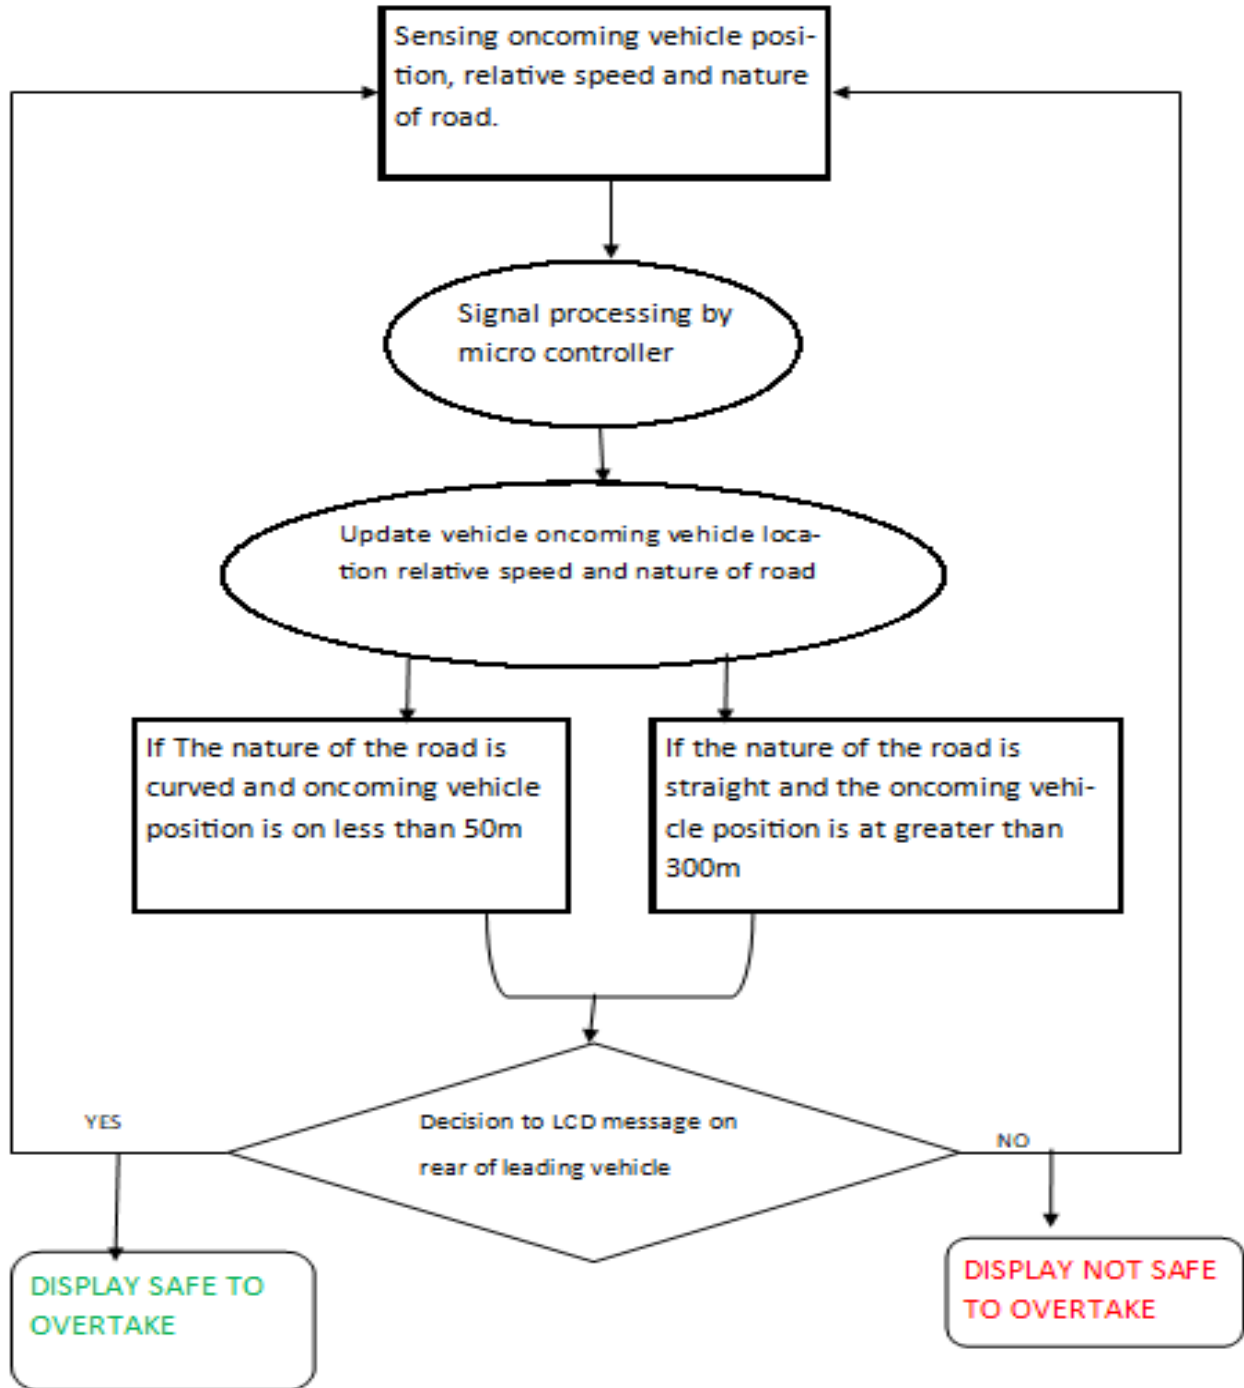 Sensing oncoming vehicle posi-
tion, relative speed and nature
of road.
Signal processing by
micro controller
Update vehicle oncoming vehicle loca-
tion relative speed and nature of road
If The nature of the road is
curved and oncoming vehicle
position is on less than 50m
If the nature of the road is
straight and the oncoming vehi-
cle position is at greater than
300m
Decision to LCD message on
rear of leading vehicle
YES
NO
DISPLAY SAFE TO
OVERTAKE
DISPLAY NOT SAFE
TO OVERTAKE